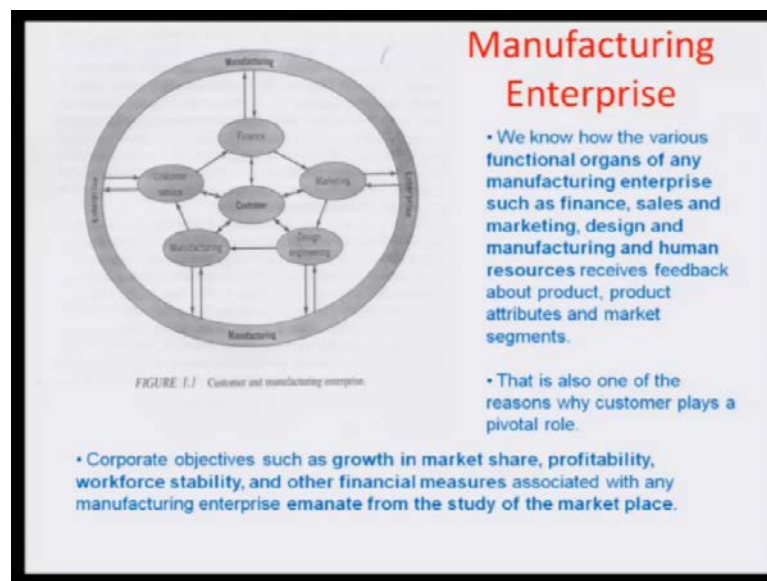 Manufacturing
Enterprise
Manufacturing
Finance
Customer
service
Marketing
Customer
Manufacturing
Design
engineering
Enterprise
Enterprise
Manufacturing
FIGURE 1.1 Customer and manufacturing enterprise.
• We know how the various
functional organs of any
manufacturing enterprise
such as finance, sales and
marketing, design and
manufacturing and human
resources receives feedback
about product, product
attributes and market
segments.
• That is also one of the
reasons why customer plays a
pivotal role.
• Corporate objectives such as growth in market share, profitability,
workforce stability, and other financial measures associated with any
manufacturing enterprise emanate from the study of the market place.